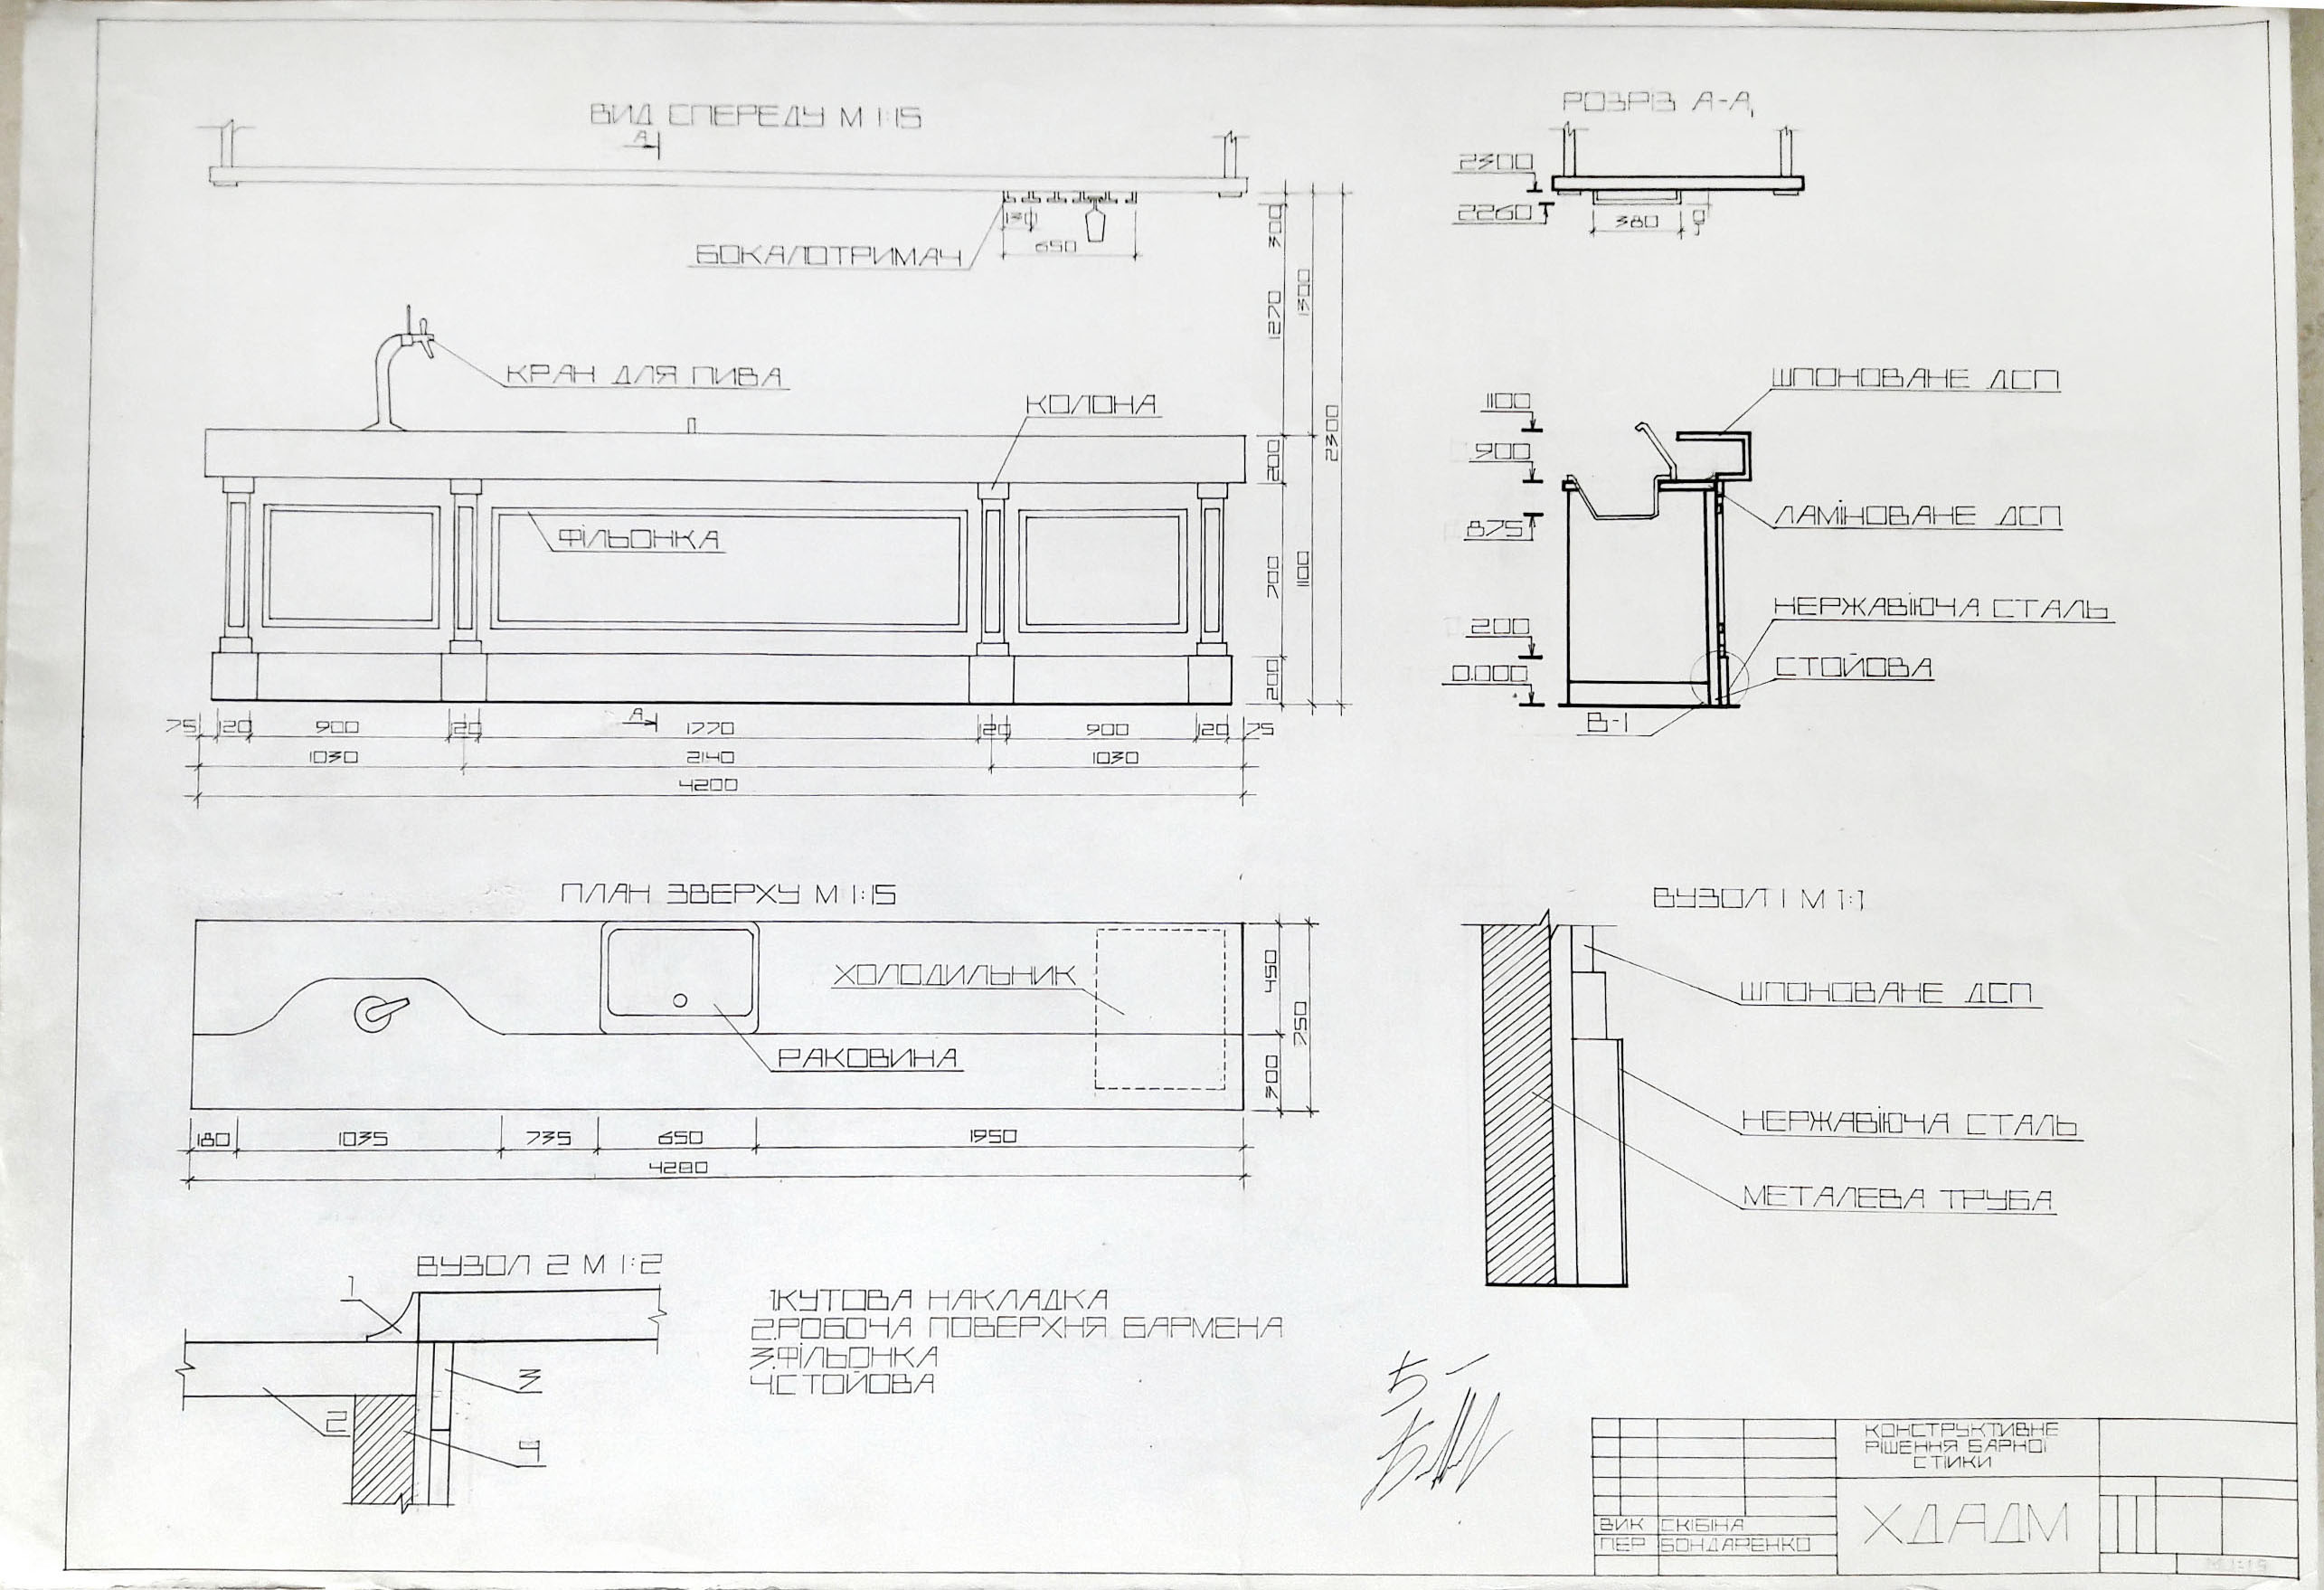 ВИД СПЕРЕДУ М 1:15
А
БОКАЛОТРИМАЧ
130
650
300
1270
1300
2300
КРАН ДЛЯ ПИВА
КОЛОНА
ФІЛЬОНКА
200
700
1100
200
75 120 900 120 А 1770 120 900 120 75
1030 2140 1030
4200
РОЗРІЗ А-А
2300
2260
380
ШПОНОВАНЕ ДСП
1100
900
875
ЛАМІНОВАНЕ ДСП
НЕРЖАВІЮЧА СТАЛЬ
200
СТОЙОВА
0.000
В-1
ПЛАН ЗВЕРХУ М 1:15
ХОЛОДИЛЬНИК
РАКОВИНА
450
750
300
180 1035 735 650 1950
4200
ВУЗОЛ 1 М 1:1
ШПОНОВАНЕ ДСП
НЕРЖАВІЮЧА СТАЛЬ
МЕТАЛЕВА ТРУБА
ВУЗОЛ 2 М 1:2
1
3
2
4
1.КУТОВА НАКЛАДКА
2.РОБОЧА ПОВЕРХНЯ БАРМЕНА
3.ФІЛЬОНКА
4.СТОЙОВА
5-
КОНСТРУКТИВНЕ
РІШЕННЯ БАРНОЇ
СТІЙКИ
ХДАДМ
ВИК СКІБІНА
ПЕР БОНДАРЕНКО